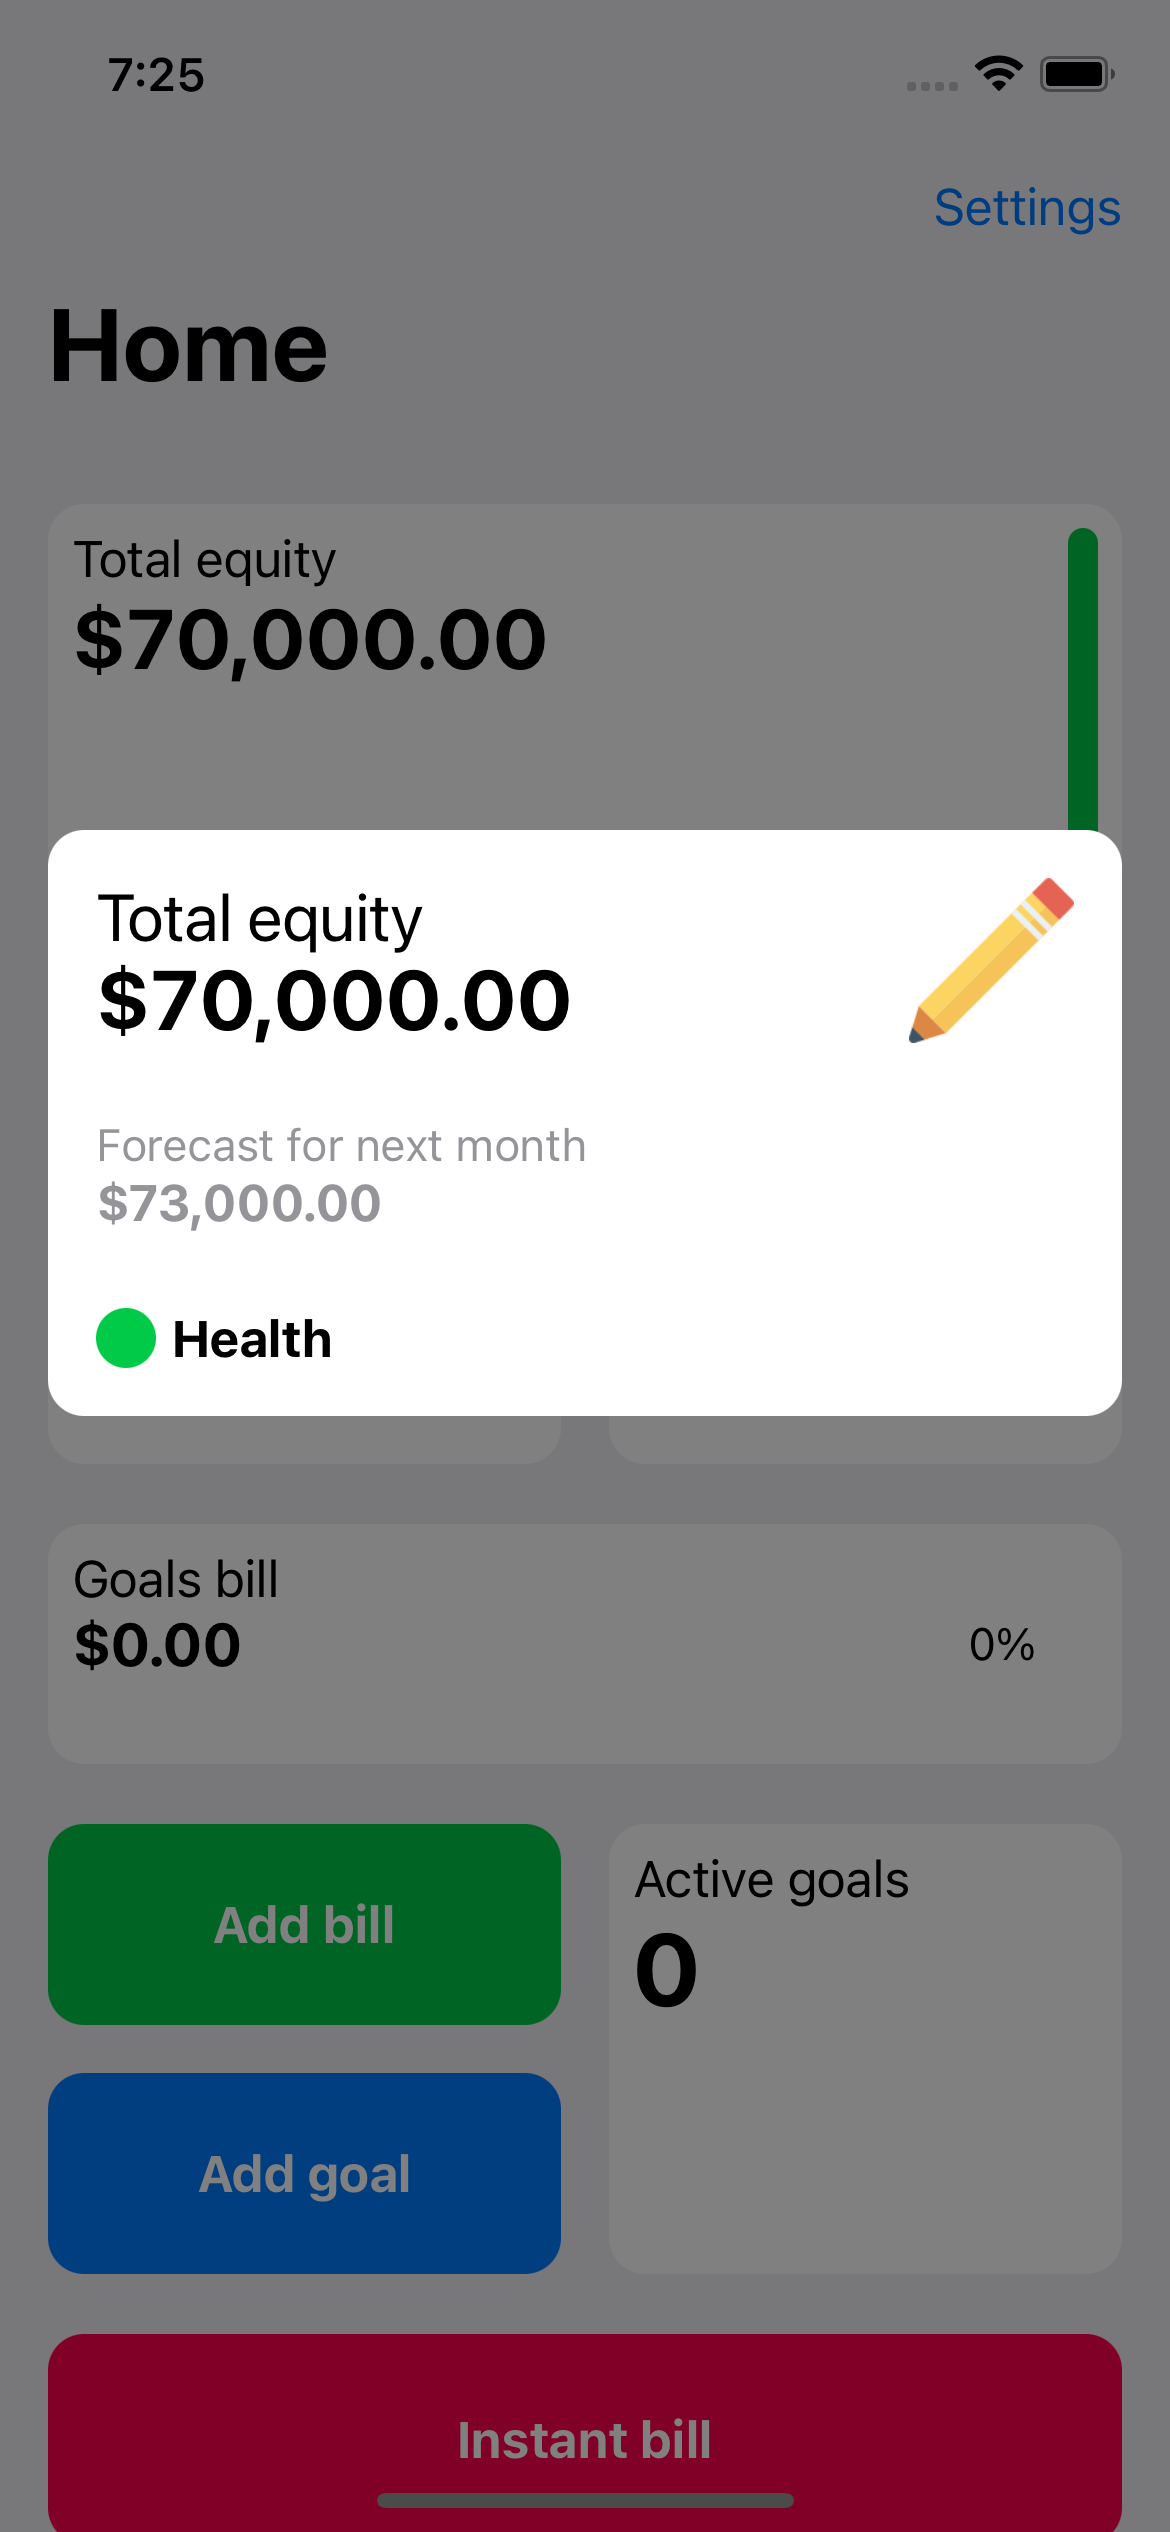 7:25
Settings
Home
Total equity
$70,000.00
Total equity
$70,000.00
Forecast for next month
$73,000.00
Health
Goals bill
$0.00
0%
Add bill
Active goals
0
Add goal
Instant bill